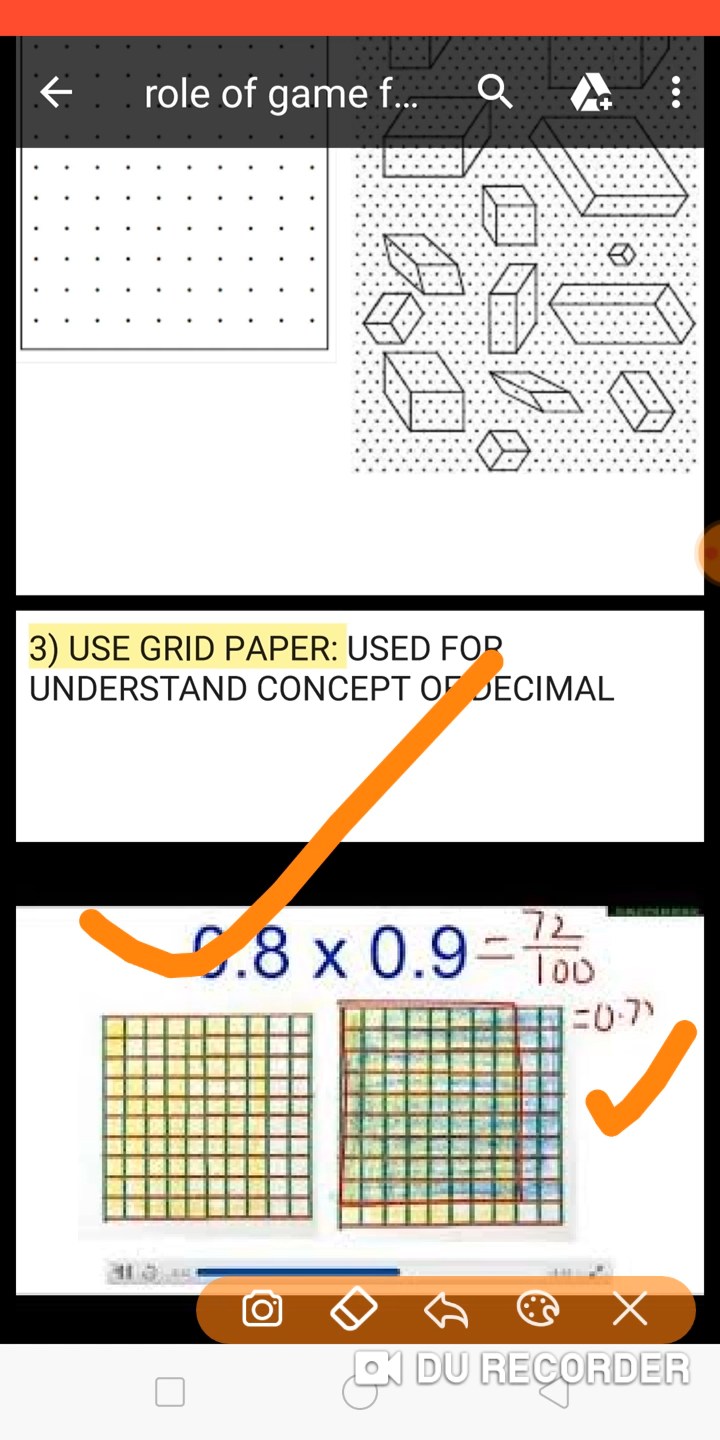 role of game f...
3) USE GRID PAPER: USED FOR
UNDERSTAND CONCEPT OF DECIMAL
0.8 x 0.9 = 72/100
DU RECORDER